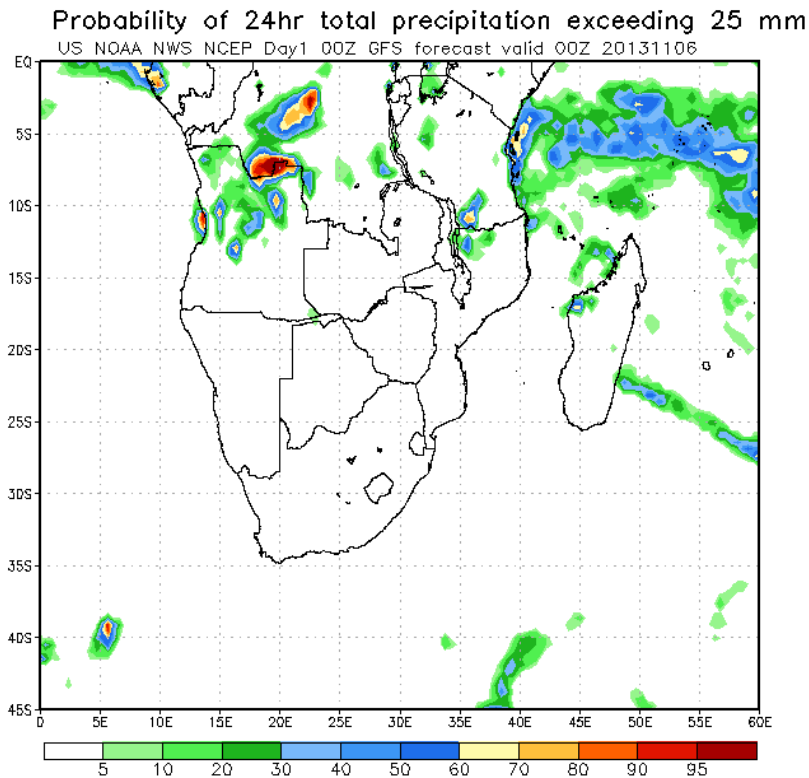 Probability of 24hr total precipitation exceeding 25 mm
US NOAA NWS NCEP Day1 00Z GFS forecast valid 00Z 20131106
EQ
5S
10S
15S
20S
25S
30S
35S
40S
45S
0 5E 10E 15E 20E 25E 30E 35E 40E 45E 50E 55E 60E
5 10 20 30 40 50 60 70 80 90 95